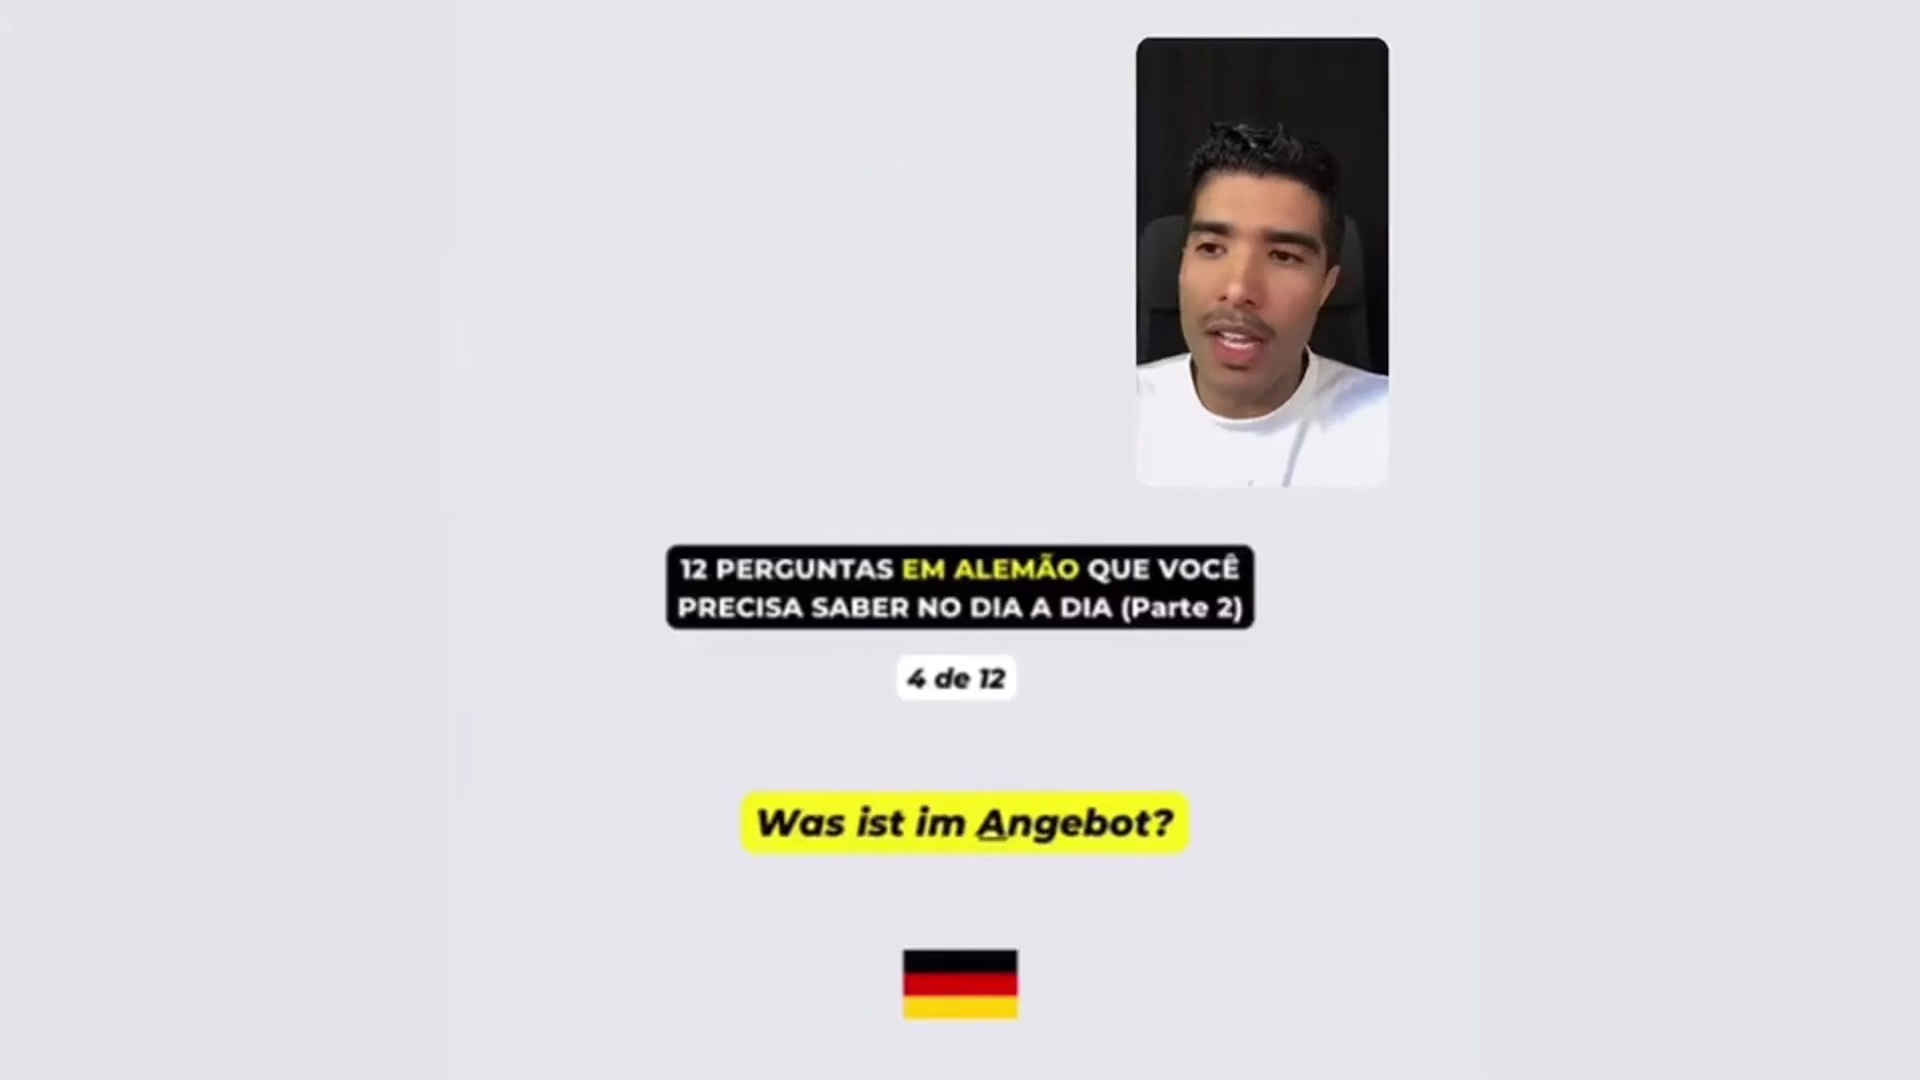 12 PERGUNTAS EM ALEMÃO QUE VOCÊ
PRECISA SABER NO DIA A DIA (Parte 2)
4 de 12
Was ist im Angebot?